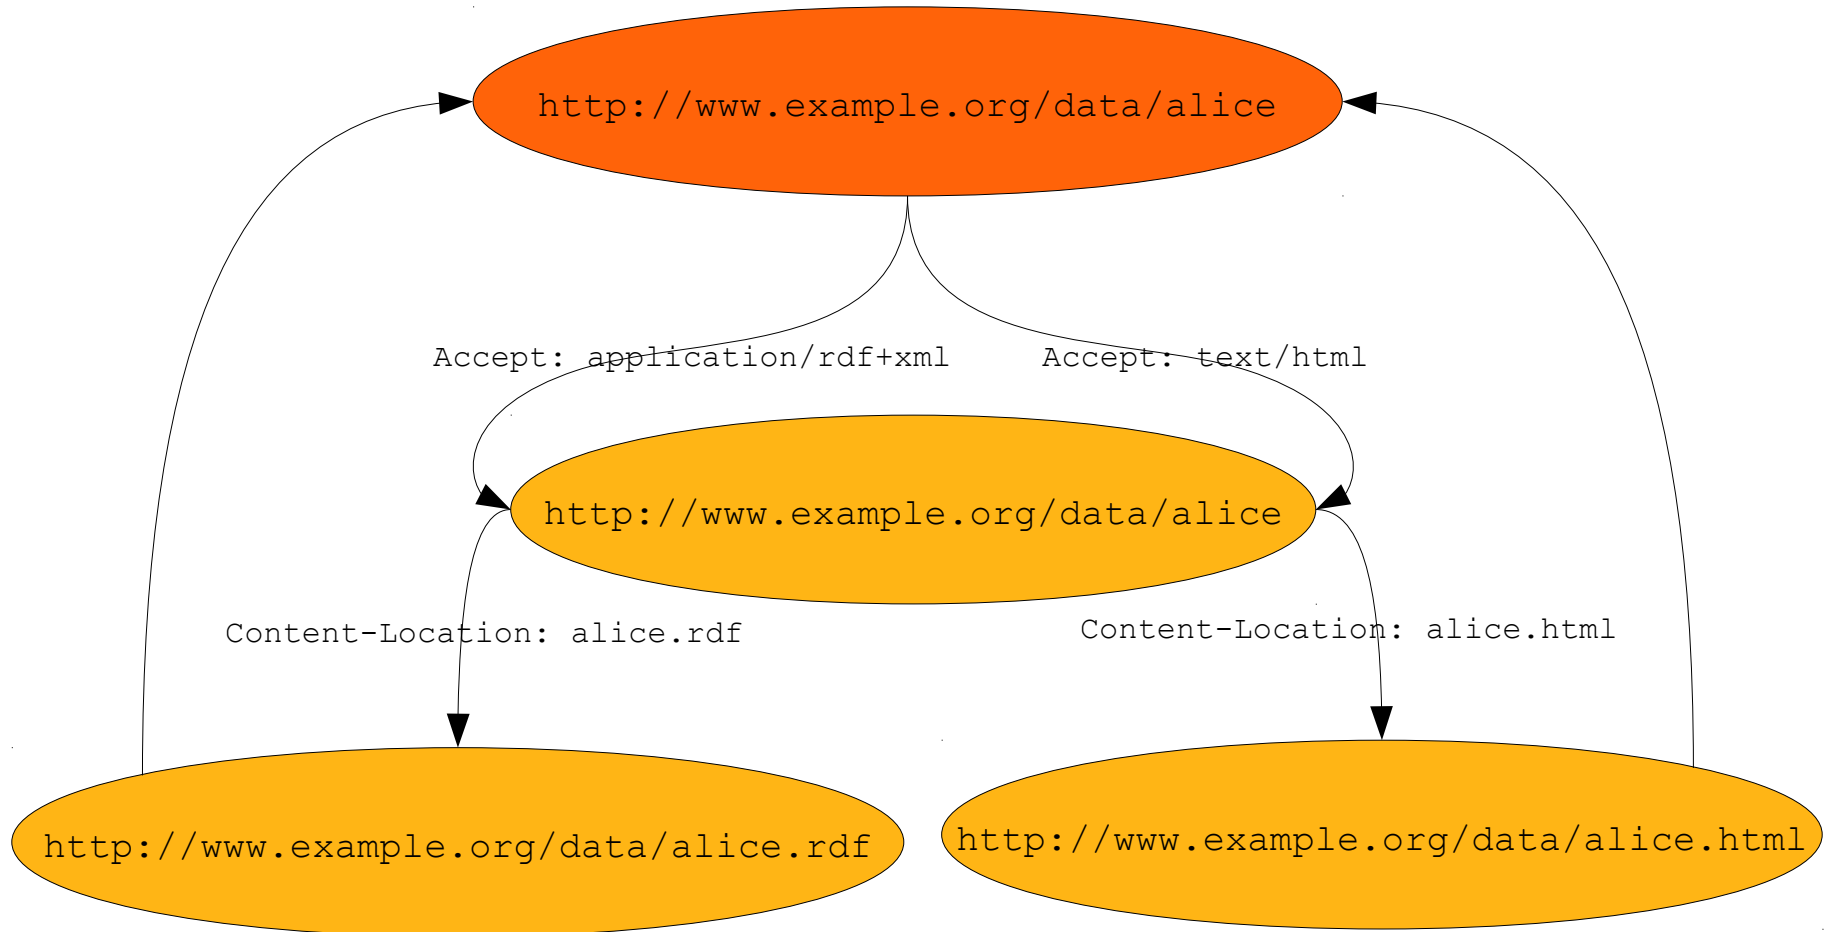 http://www.example.org/data/alice
Accept: application/rdf+xml
Accept: text/html
http://www.example.org/data/alice
Content-Location: alice.rdf
Content-Location: alice.html
http://www.example.org/data/alice.rdf
http://www.example.org/data/alice.html